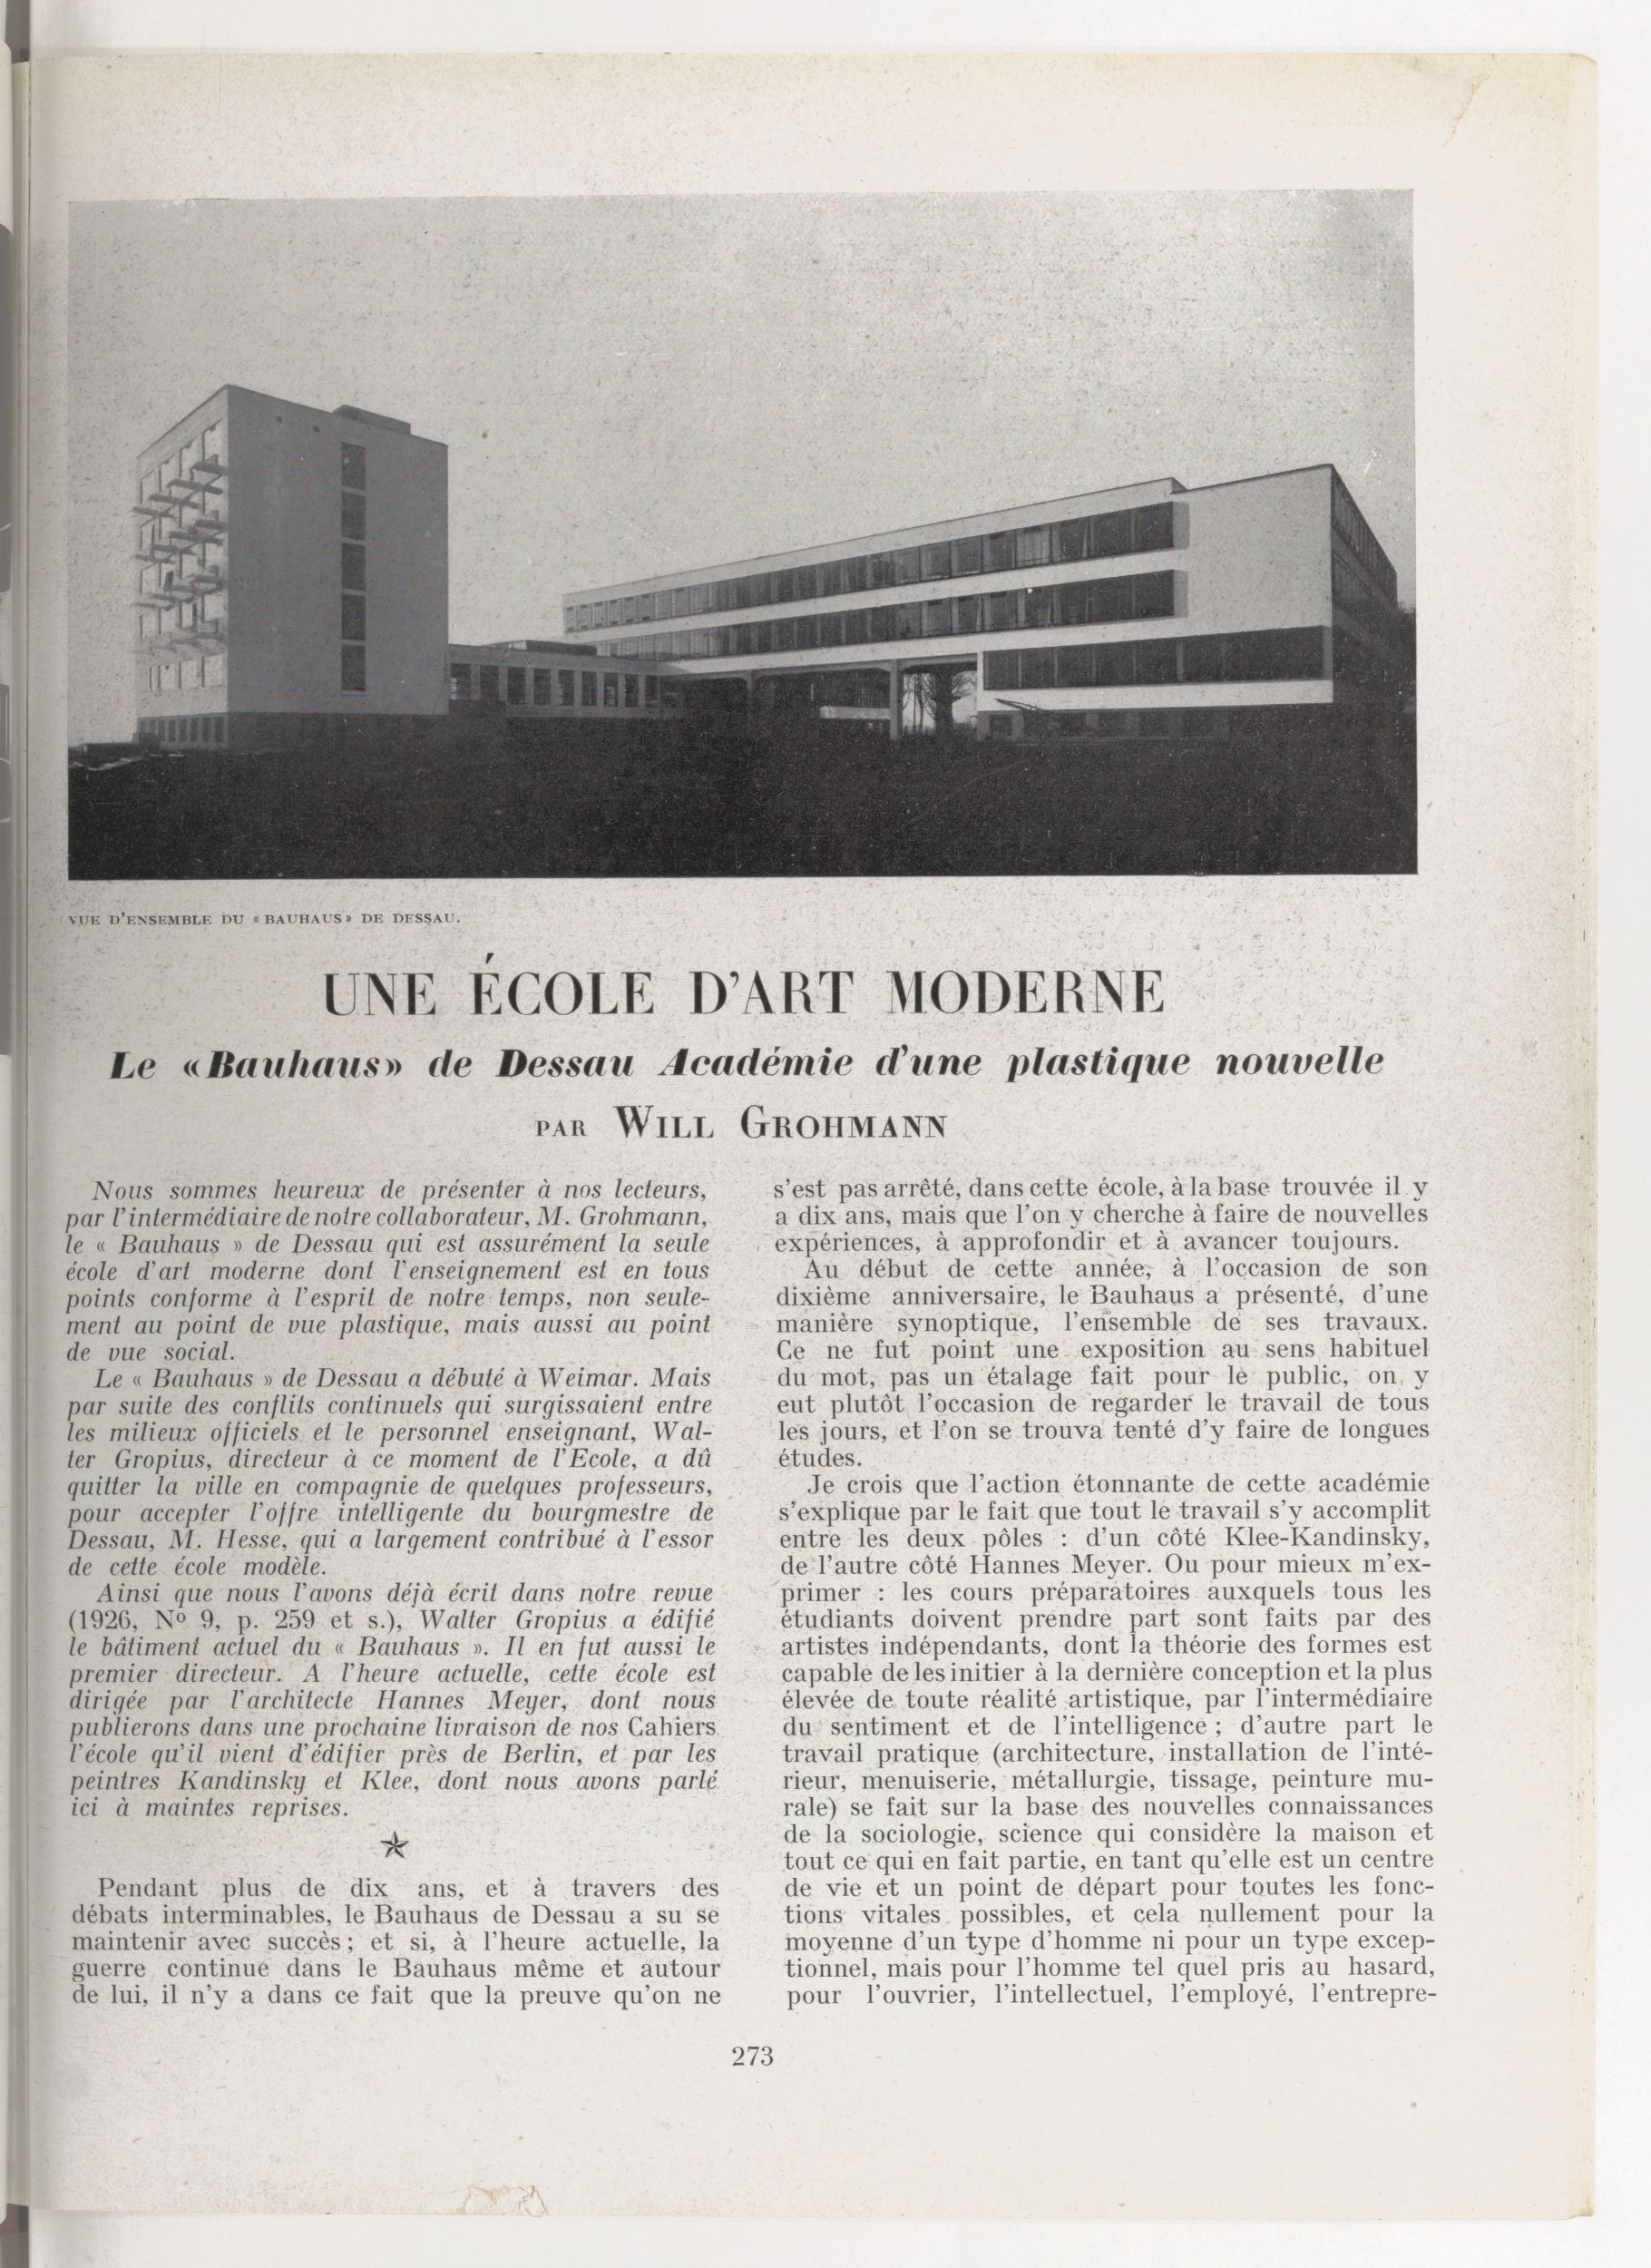 VUE D'ENSEMBLE DU « BAUHAUS » DE DESSAU.
UNE ÉCOLE D'ART MODERNE
Le «Bauhaus» de Dessau Académie d'une plastique nouvelle
PAR WILL GROHMANN
Nous sommes heureux de présenter à nos lecteurs,
par l'intermédiaire de notre collaborateur, M. Grohmann,
le « Bauhaus » de Dessau qui est assurément la seule
école d'art moderne dont l'enseignement est en tous
points conforme à l'esprit de notre temps, non seule-
ment au point de vue plastique, mais aussi au point
de vue social.
Le « Bauhaus » de Dessau a débuté à Weimar. Mais
par suite des conflits continuels qui surgissaient entre
les milieux officiels et le personnel enseignant, Wal-
ter Gropius, directeur à ce moment de l'Ecole, a dû
quitter la ville en compagnie de quelques professeurs,
pour accepter l'offre intelligente du bourgmestre de
Dessau, M. Hesse, qui a largement contribué à l'essor
de cette école modèle.
Ainsi que nous l'avons déjà écrit dans notre revue
(1926, Nº 9, p. 259 et s.), Walter Gropius a édifié
le bâtiment actuel du « Bauhaus ». Il en fut aussi le
premier directeur. A l'heure actuelle, cette école est
dirigée par l'architecte Hannes Meyer, dont nous
publierons dans une prochaine livraison de nos Cahiers
l'école qu'il vient d'édifier près de Berlin, et par les
peintres Kandinsky et Klee, dont nous avons parlé
ici à maintes reprises.
Pendant plus de dix ans, et à travers des
débats interminables, le Bauhaus de Dessau a su se
maintenir avec succès ; et si, à l'heure actuelle, la
guerre continue dans le Bauhaus même et autour
de lui, il n'y a dans ce fait que la preuve qu'on ne
s'est pas arrêté, dans cette école, à la base trouvée il y
a dix ans, mais que l'on y cherche à faire de nouvelles
expériences, à approfondir et à avancer toujours.
Au début de cette année, à l'occasion de son
dixième anniversaire, le Bauhaus a présenté, d'une
manière synoptique, l'ensemble de ses travaux.
Ce ne fut point une exposition au sens habituel
du mot, pas un étalage fait pour le public, on y
eut plutôt l'occasion de regarder le travail de tous
les jours, et l'on se trouva tenté d'y faire de longues
études.
Je crois que l'action étonnante de cette académie
s'explique par le fait que tout le travail s'y accomplit
entre les deux pôles : d'un côté Klee-Kandinsky,
de l'autre côté Hannes Meyer. Ou pour mieux m'ex-
primer : les cours préparatoires auxquels tous les
étudiants doivent prendre part sont faits par des
artistes indépendants, dont la théorie des formes est
capable de les initier à la dernière conception et la plus
élevée de toute réalité artistique, par l'intermédiaire
du sentiment et de l'intelligence ; d'autre part le
travail pratique (architecture, installation de l'inté-
rieur, menuiserie, métallurgie, tissage, peinture mu-
rale) se fait sur la base des nouvelles connaissances
de la sociologie, science qui considère la maison et
tout ce qui en fait partie, en tant qu'elle est un centre
de vie et un point de départ pour toutes les fonc-
tions vitales possibles, et cela nullement pour la
moyenne d'un type d'homme ni pour un type excep-
tionnel, mais pour l'homme tel quel pris au hasard,
pour l'ouvrier, l'intellectuel, l'employé, l'entrepre-
273